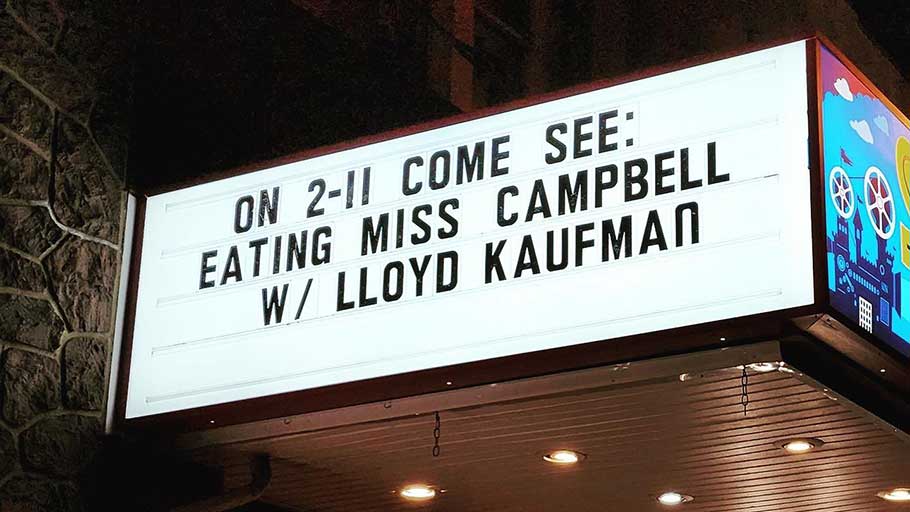 ON 2-11 COME SEE:
EATING MISS CAMPBELL
W/ LLOYD KAUFMAN